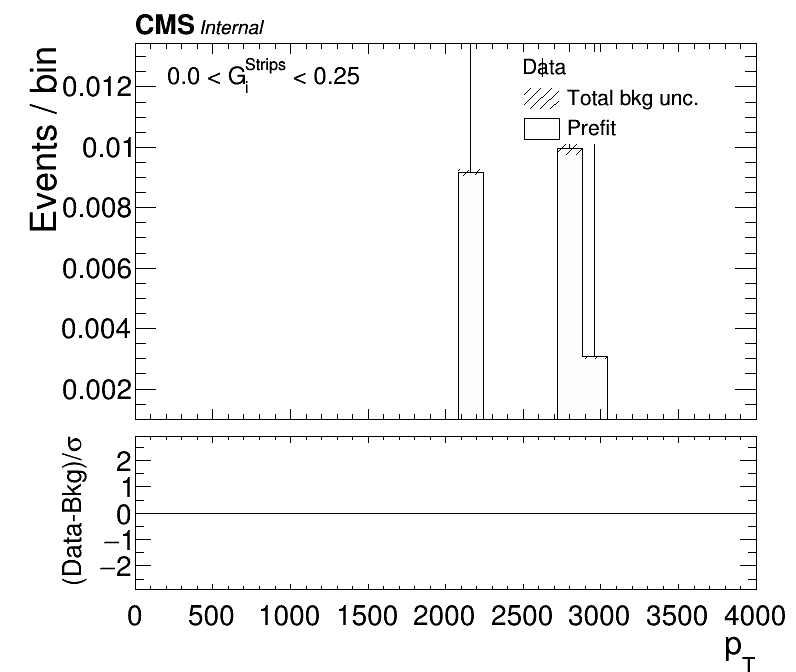 CMS Internal
0.0 < G_i^Strips < 0.25
Data
Total bkg unc.
Prefit
Events / bin
0.012
0.01
0.008
0.006
0.004
0.002
(Data-Bkg)/σ
2
1
0
−1
−2
0 500 1000 1500 2000 2500 3000 3500 4000
p_T